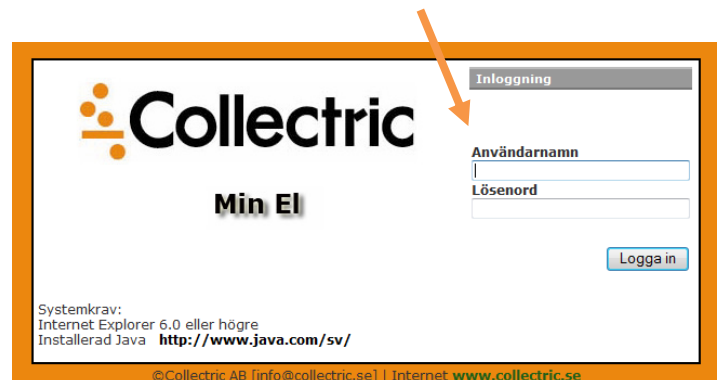 Inloggning
Collectric
Min El
Användarnamn
Lösenord
Logga in
Systemkrav:
Internet Explorer 6.0 eller högre
Installerad Java http://www.java.com/sv/
©Collectric AB [info@collectric.se] | Internet www.collectric.se